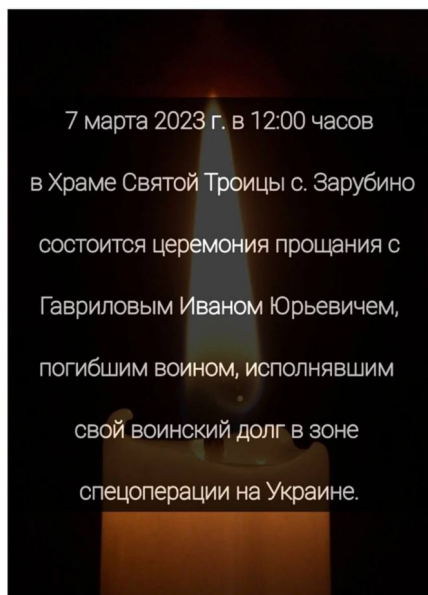 7 марта 2023 г. в 12:00 часов
в Храме Святой Троицы с. Зарубино
состоится церемония прощания с
Гавриловым Иваном Юрьевичем,
погибшим воином, исполнявшим
свой воинский долг в зоне
спецоперации на Украине.